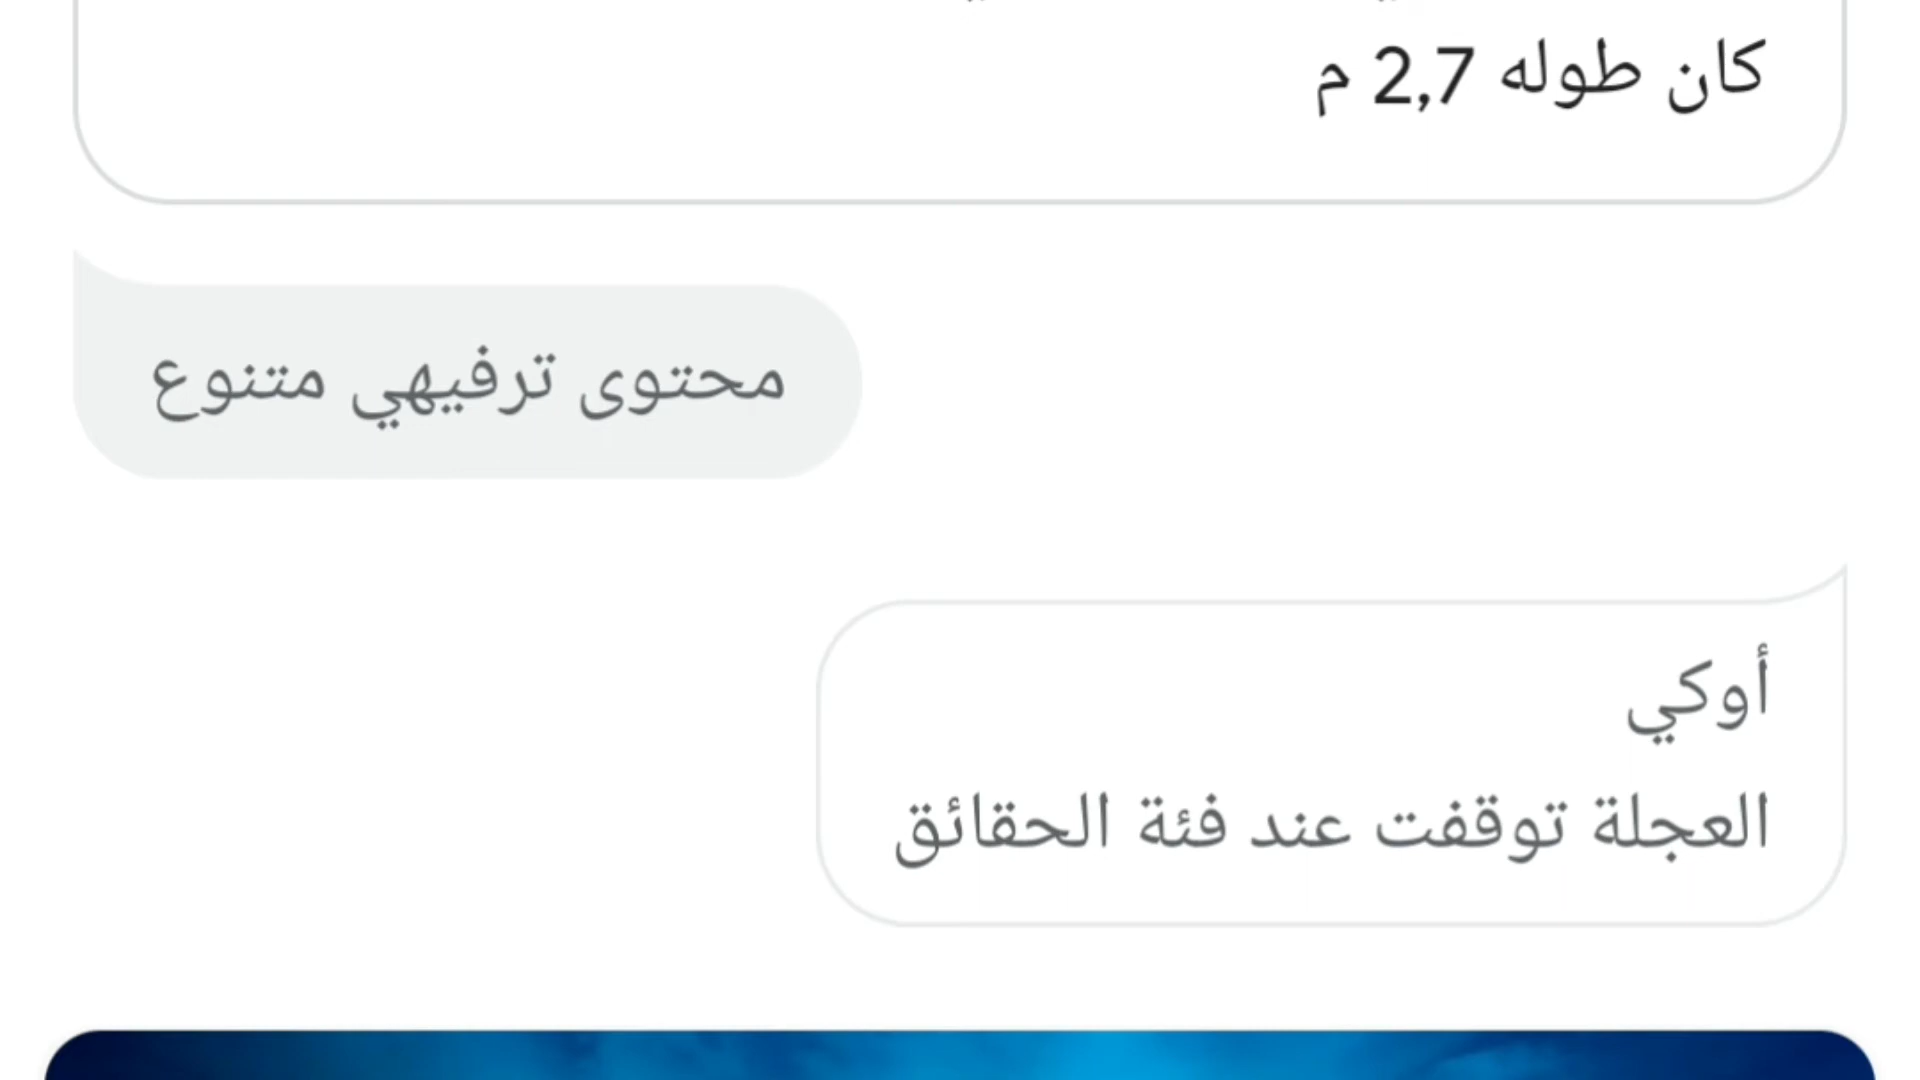 كان طوله 2,7 م
محتوى ترفيهي متنوع
أوكي
العجلة توقفت عند فئة الحقائق